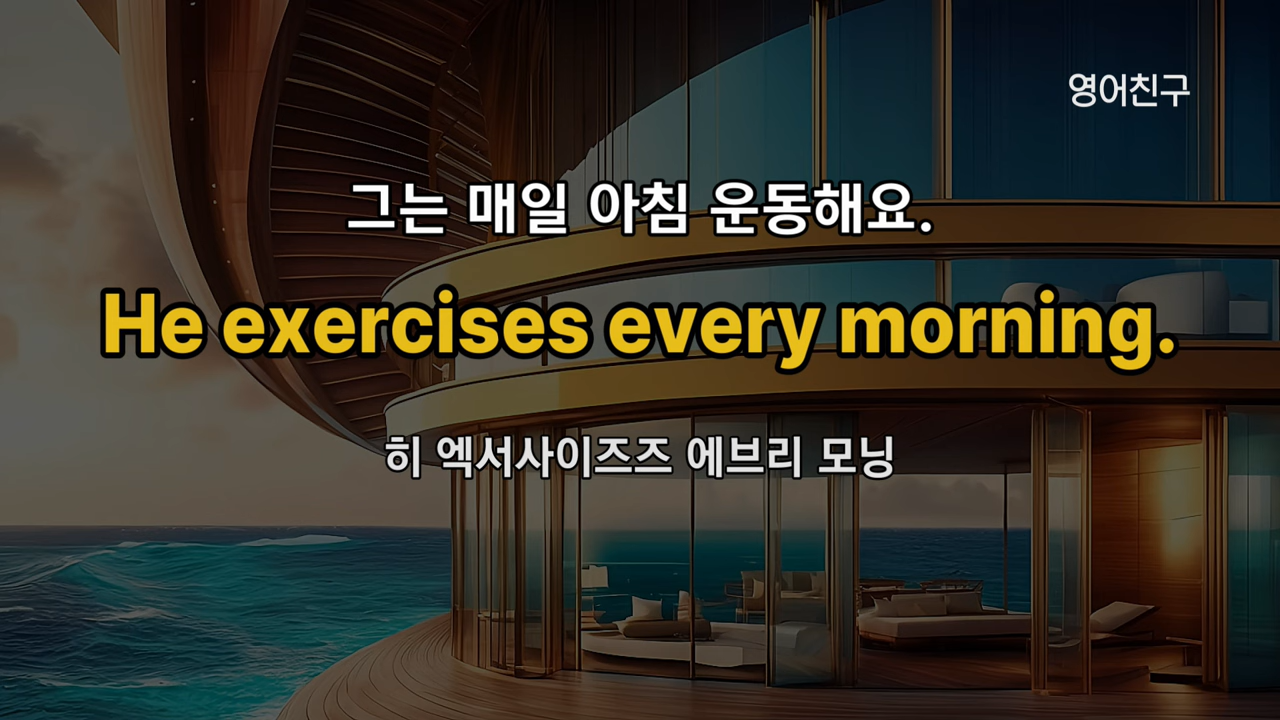 영어친구
그는 매일 아침 운동해요.
He exercises every morning.
히 엑서사이즈즈 에브리 모닝